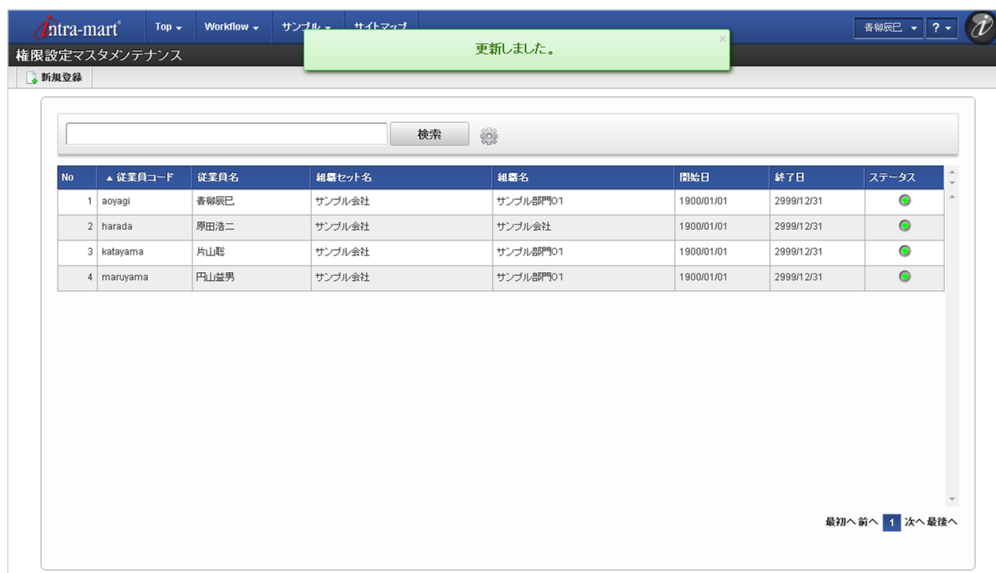 intra-mart® Top Workflow サンプル サイトマップ 青柳辰巳 ?
更新しました。 ×
権限設定マスタメンテナンス
新規登録
検索
No ▲ 従業員コード 従業員名 組織セット名 組織名 開始日 終了日 ステータス
1 aoyagi 青柳辰巳 サンプル会社 サンプル部門01 1900/01/01 2999/12/31
2 harada 原田浩二 サンプル会社 サンプル会社 1900/01/01 2999/12/31
3 katayama 片山聡 サンプル会社 サンプル部門01 1900/01/01 2999/12/31
4 maruyama 円山益男 サンプル会社 サンプル部門01 1900/01/01 2999/12/31
最初へ 前へ 1 次へ 最後へ